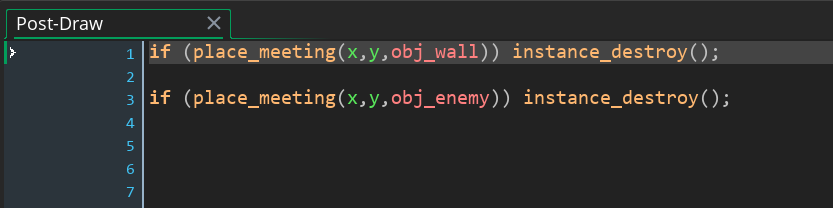 Post-Draw
1 if (place_meeting(x,y,obj_wall)) instance_destroy();
2
3 if (place_meeting(x,y,obj_enemy)) instance_destroy();
4
5
6
7